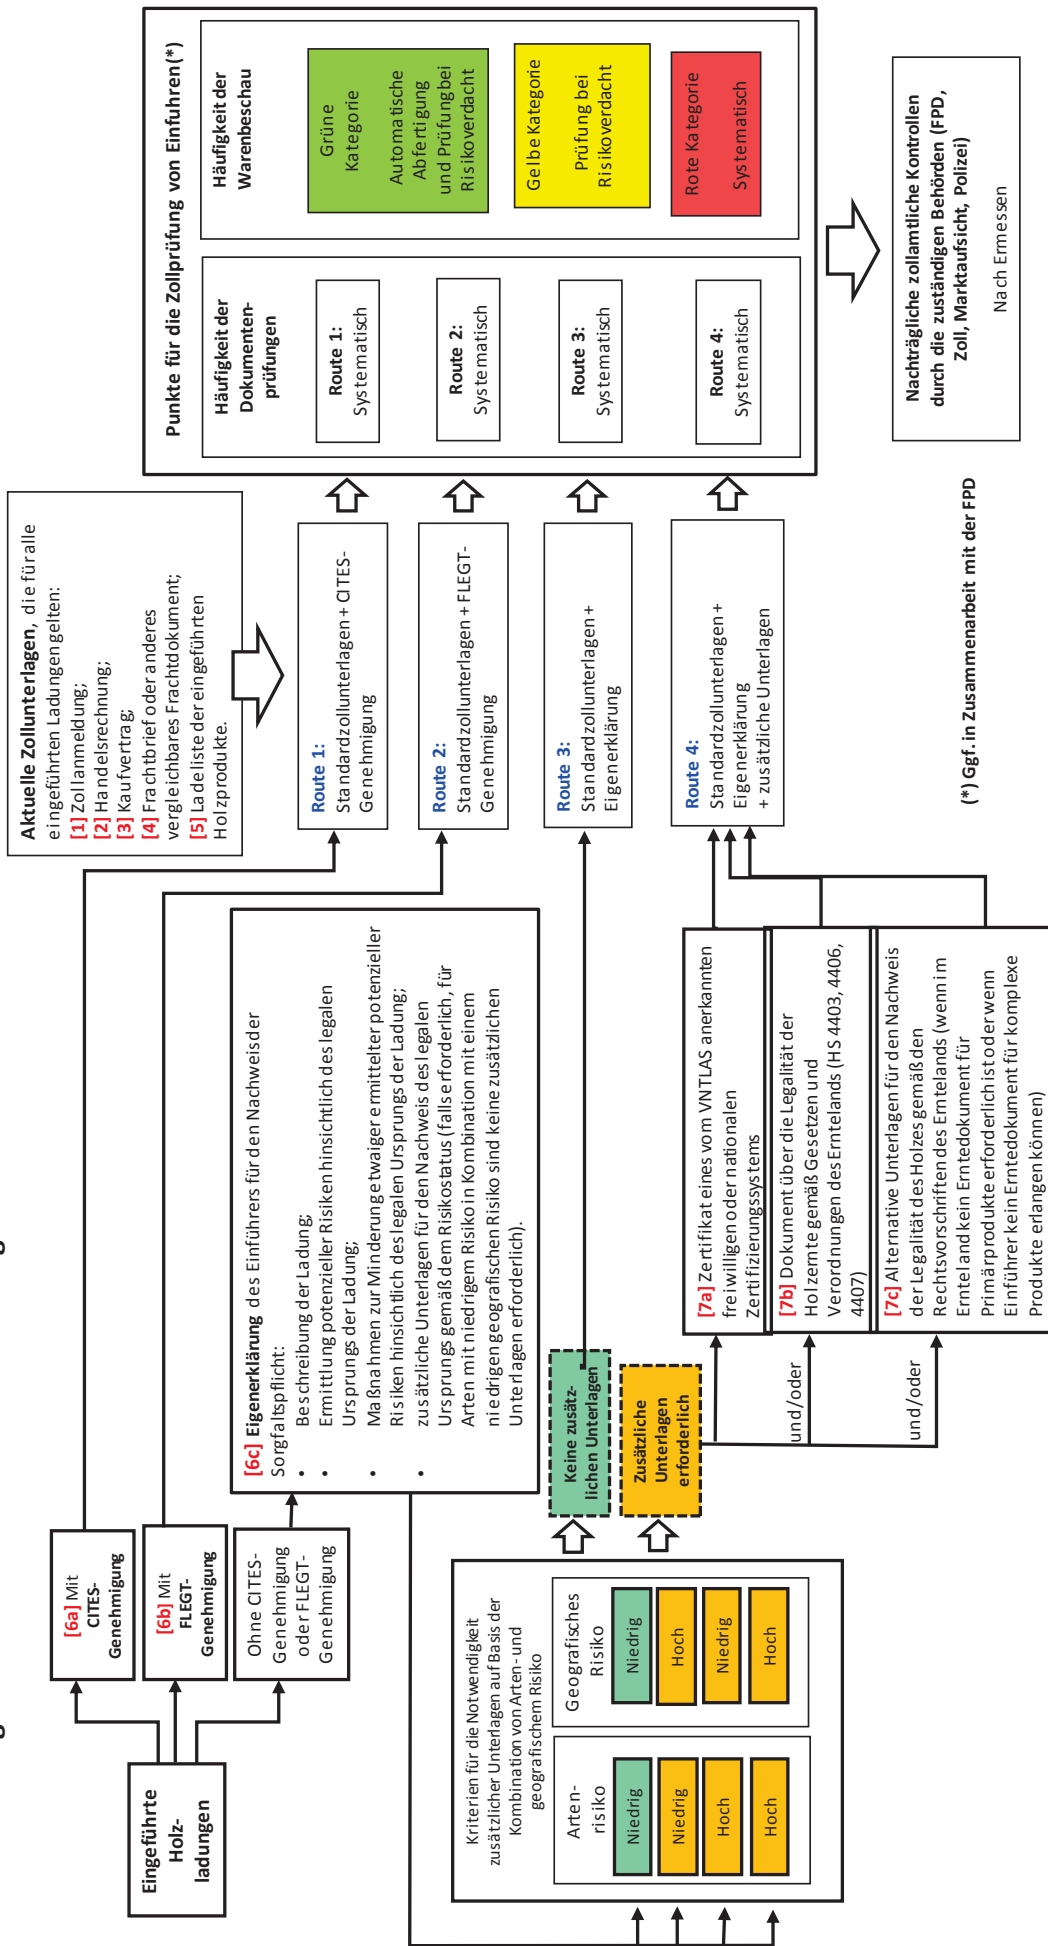 Eingeführte
Holz-
ladungen
[6a] Mit
CITES-
Genehmigung
[6b] Mit
FLEGT-
Genehmigung
Ohne CITES-
Genehmigung
oder FLEGT-
Genehmigung
Aktuelle Zollunterlagen, die für alle
eingeführten Ladungen gelten:
[1] Zollanmeldung;
[2] Handelsrechnung;
[3] Kaufvertrag;
[4] Frachtbrief oder anderes
vergleichbares Frachtdokument;
[5] Ladeliste der eingeführten
Holzprodukte.
[6c] Eigenerklärung des Einführers für den Nachweis der
Sorgfaltspflicht:
• Beschreibung der Ladung;
• Ermittlung potenzieller Risiken hinsichtlich des legalen
Ursprungs der Ladung;
• Maßnahmen zur Minderung etwaiger ermittelter potenzieller
Risiken hinsichtlich des legalen Ursprungs der Ladung;
• zusätzliche Unterlagen für den Nachweis des legalen
Ursprungs gemäß dem Risikostatus (falls erforderlich, für
Arten mit niedrigem Risiko in Kombination mit einem
niedrigen geografischen Risiko sind keine zusätzlichen
Unterlagen erforderlich).
Kriterien für die Notwendigkeit
zusätzlicher Unterlagen auf Basis der
Kombination von Arten- und
geografischem Risiko
Arten-
risiko
Niedrig
Niedrig
Hoch
Hoch
Geografisches
Risiko
Niedrig
Hoch
Niedrig
Hoch
Keine zusätz-
lichen Unterlagen
Zusätzliche
Unterlagen
erforderlich
und/oder
und/oder
[7a] Zertifikat eines vom VNTLAS anerkannten
freiwilligen oder nationalen
Zertifizierungssystems
[7b] Dokument über die Legalität der
Holzernte gemäß Gesetzen und
Verordnungen des Erntelands (HS 4403, 4406,
4407)
[7c] Alternative Unterlagen für den Nachweis
der Legalität des Holzes gemäß den
Rechtsvorschriften des Erntelands (wenn im
Ernteland kein Erntedokument für
Primärprodukte erforderlich ist oder wenn
Einführer kein Erntedokument für komplexe
Produkte erlangen können)
Route 1:
Standardzollunterlagen + CITES-
Genehmigung
Route 2:
Standardzollunterlagen + FLEGT-
Genehmigung
Route 3:
Standardzollunterlagen +
Eigenerklärung
Route 4:
Standardzollunterlagen +
Eigenerklärung
+ zusätzliche Unterlagen
Punkte für die Zollprüfung von Einfuhren(*)
Häufigkeit der
Dokumenten-
prüfungen
Route 1:
Systematisch
Route 2:
Systematisch
Route 3:
Systematisch
Route 4:
Systematisch
Häufigkeit der
Warenbeschau
Grüne
Kategorie
Automatische
Abfertigung
und Prüfung bei
Risikoverdacht
Gelbe Kategorie
Prüfung bei
Risikoverdacht
Rote Kategorie
Systematisch
Nachträgliche zollamtliche Kontrollen
durch die zuständigen Behörden (FPD,
Zoll, Marktaufsicht, Polizei)
Nach Ermessen
(*) Ggf. in Zusammenarbeit mit der FPD